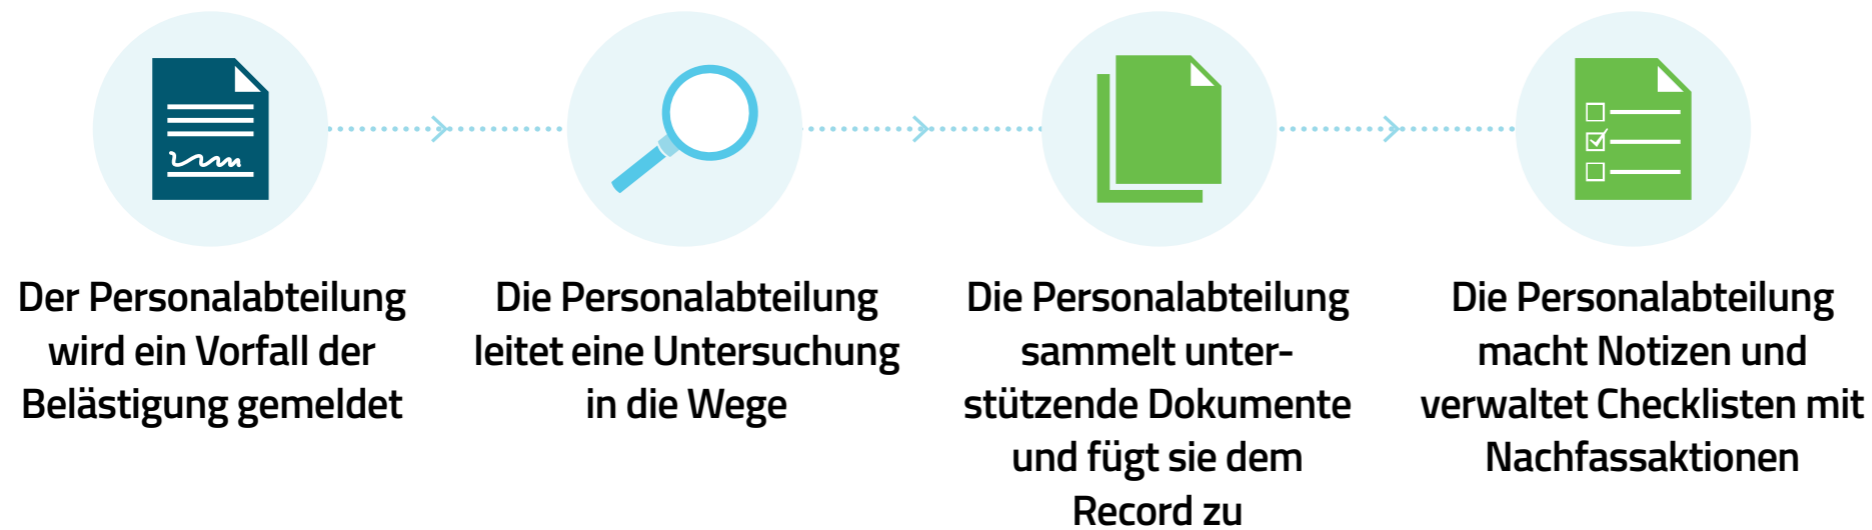 Der Personalabteilung
wird ein Vorfall der
Belästigung gemeldet
Die Personalabteilung
leitet eine Untersuchung
in die Wege
Die Personalabteilung
sammelt unter-
stützende Dokumente
und fügt sie dem
Record zu
Die Personalabteilung
macht Notizen und
verwaltet Checklisten mit
Nachfassaktionen